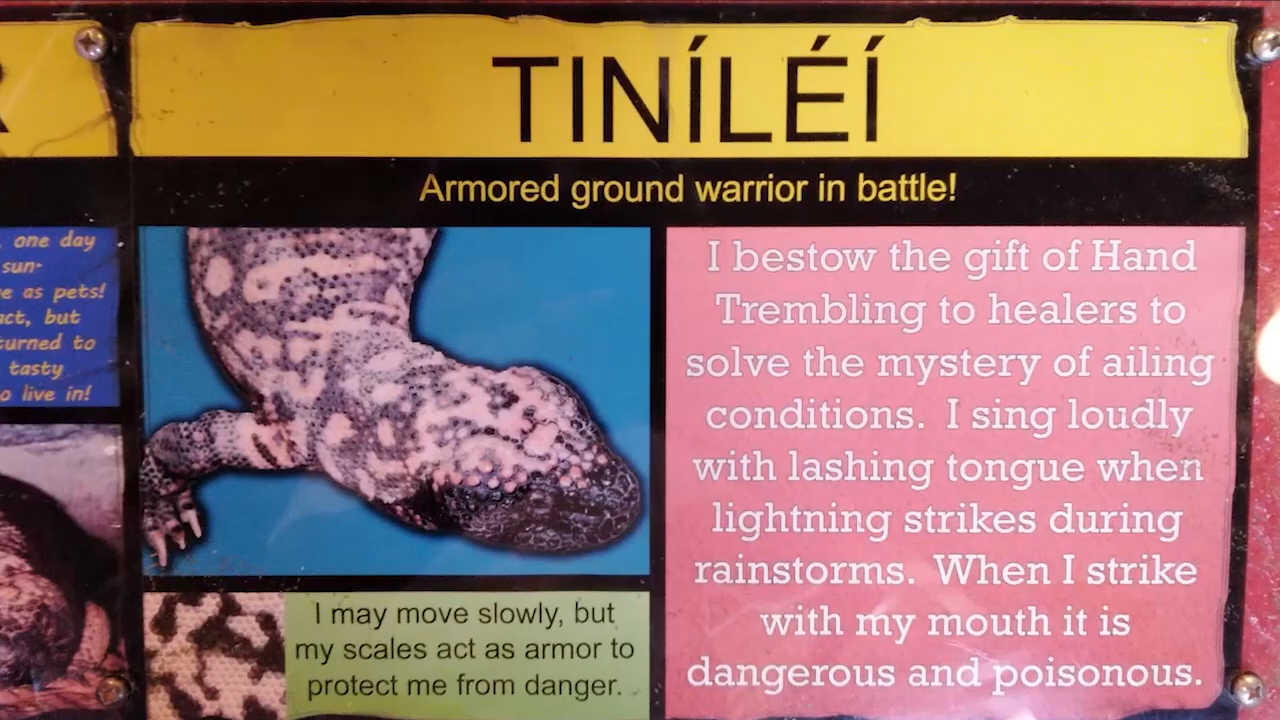 TINÍLÉÍ
Armored ground warrior in battle!
one day
sun-
as pets!
but
turned to
tasty
live in!
I bestow the gift of Hand
Trembling to healers to
solve the mystery of ailing
conditions. I sing loudly
with lashing tongue when
lightning strikes during
rainstorms. When I strike
with my mouth it is
dangerous and poisonous.
I may move slowly, but
my scales act as armor to
protect me from danger.